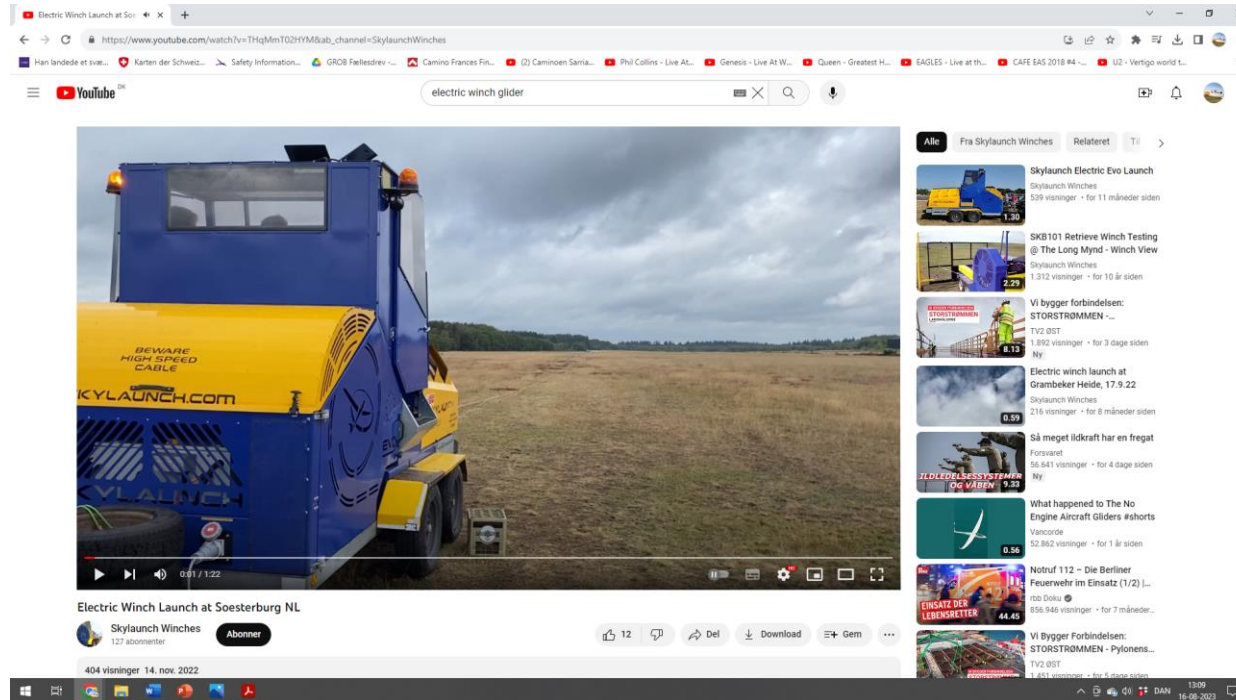 Electric Winch Launch at Soe
https://www.youtube.com/watch?v=THqMmT02HYM&ab_channel=SkylaunchWinches
Han landede et svæ...
Karten der Schweiz...
Safety Information...
GROB Fællesdrev -...
Camino Frances Fin...
(2) Caminoen Sarria...
Phil Collins - Live At...
Genesis - Live At W...
Queen - Greatest H...
EAGLES - Live at th...
CAFE EAS 2018 #4 -...
U2 - Vertigo world t...
YouTube DK
electric winch glider
BEWARE
HIGH SPEED
CABLE
KYLAUNCH.COM
KYLAUNCH
0:01 / 1:22
Electric Winch Launch at Soesterburg NL
Skylaunch Winches
127 abonnenter
Abonner
12
Del
Download
Gem
404 visninger 14. nov. 2022
Alle
Fra Skylaunch Winches
Relateret
Til
Skylaunch Electric Evo Launch
Skylaunch Winches
539 visninger • for 11 måneder siden
1.30
SKB101 Retrieve Winch Testing
@ The Long Mynd - Winch View
Skylaunch Winches
1.312 visninger • for 10 år siden
2.29
Vi bygger forbindelsen:
STORSTRØMMEN -...
TV2 ØST
1.892 visninger • for 3 dage siden
Ny
STORSTRØMMEN
8.13
Electric winch launch at
Grambeker Heide, 17.9.22
Skylaunch Winches
216 visninger • for 8 måneder siden
0.59
Så meget ildkraft har en fregat
Forsvaret
56.641 visninger • for 4 dage siden
Ny
ILDLEDELSESSYSTEMER
OG VÅBEN
9.33
What happened to The No
Engine Aircraft Gliders #shorts
Vancorde
52.862 visninger • for 1 år siden
0.56
Notruf 112 – Die Berliner
Feuerwehr im Einsatz (1/2) |...
rbb Doku
856.946 visninger • for 7 måneder...
EINSATZ DER
LEBENSRETTER
44.45
Vi Bygger Forbindelsen:
STORSTRØMMEN - Pylonens...
TV2 ØST
1.451 visninger • for 5 dage siden
DAN
13:09
16-08-2023